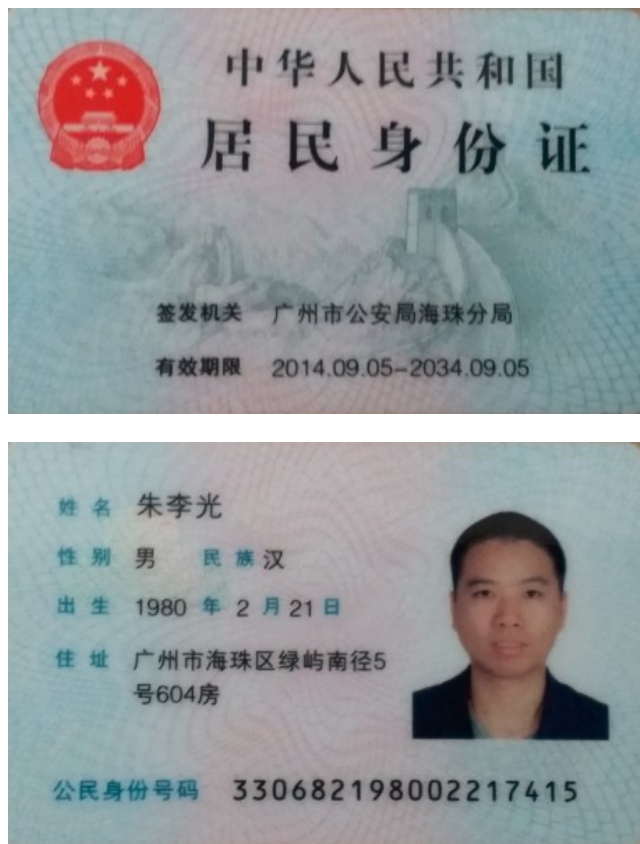 中华人民共和国
居民身份证
签发机关 广州市公安局海珠分局
有效期限 2014.09.05-2034.09.05
姓名 朱李光
性别 男 民族 汉
出生 1980 年 2 月 21 日
住址 广州市海珠区绿屿南径5
号604房
公民身份号码 330682198002217415